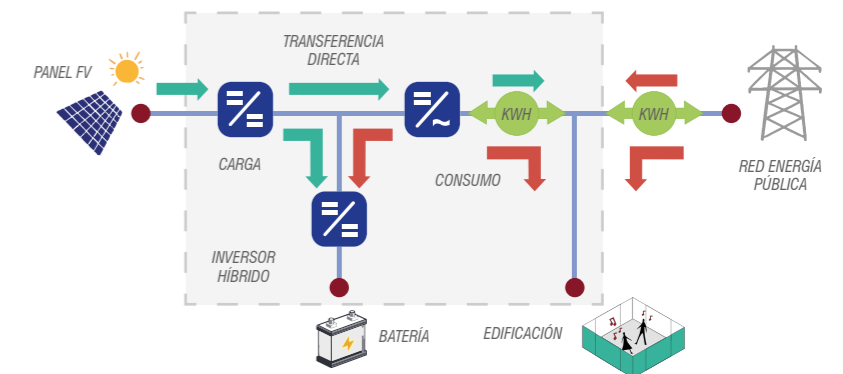 TRANSFERENCIA
DIRECTA
PANEL FV
KWH
KWH
CARGA
CONSUMO
RED ENERGÍA
PÚBLICA
INVERSOR
HÍBRIDO
BATERÍA
EDIFICACIÓN